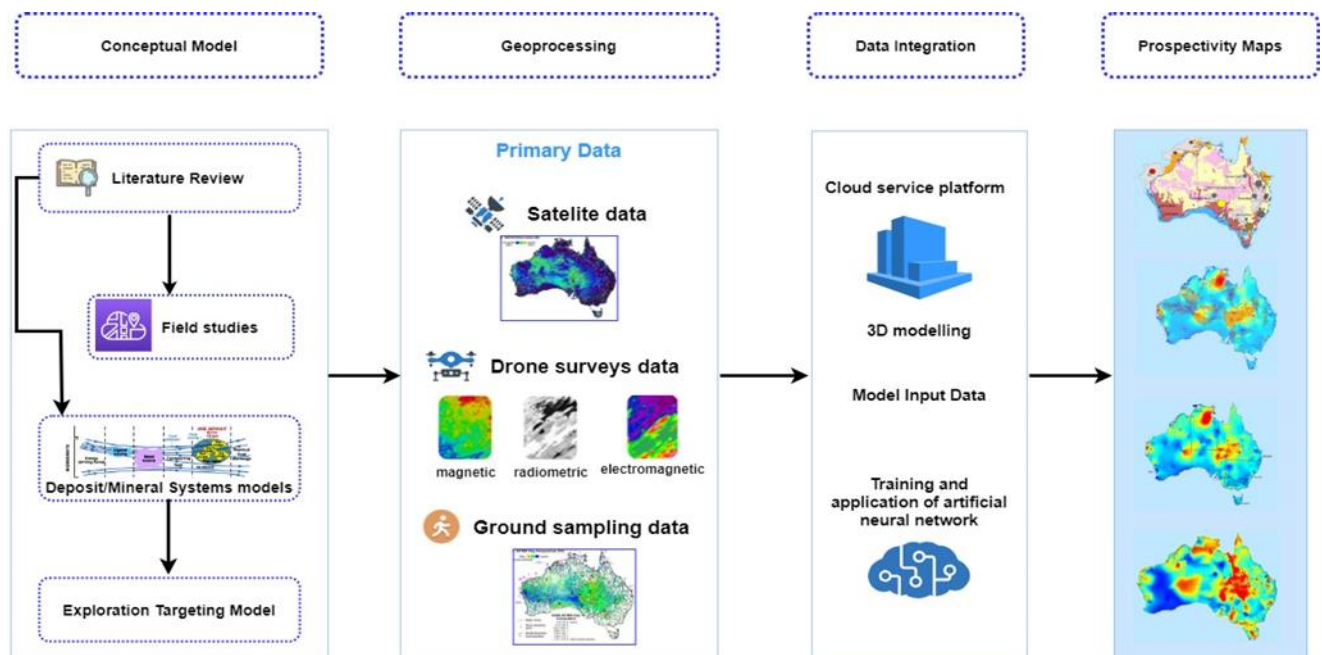 Conceptual Model
Geoprocessing
Data Integration
Prospectivity Maps
Literature Review
Field studies
Deposit/Mineral Systems models
Exploration Targeting Model
Primary Data
Satelite data
Drone surveys data
magnetic
radiometric
electromagnetic
Ground sampling data
Cloud service platform
3D modelling
Model Input Data
Training and
application of artificial
neural network